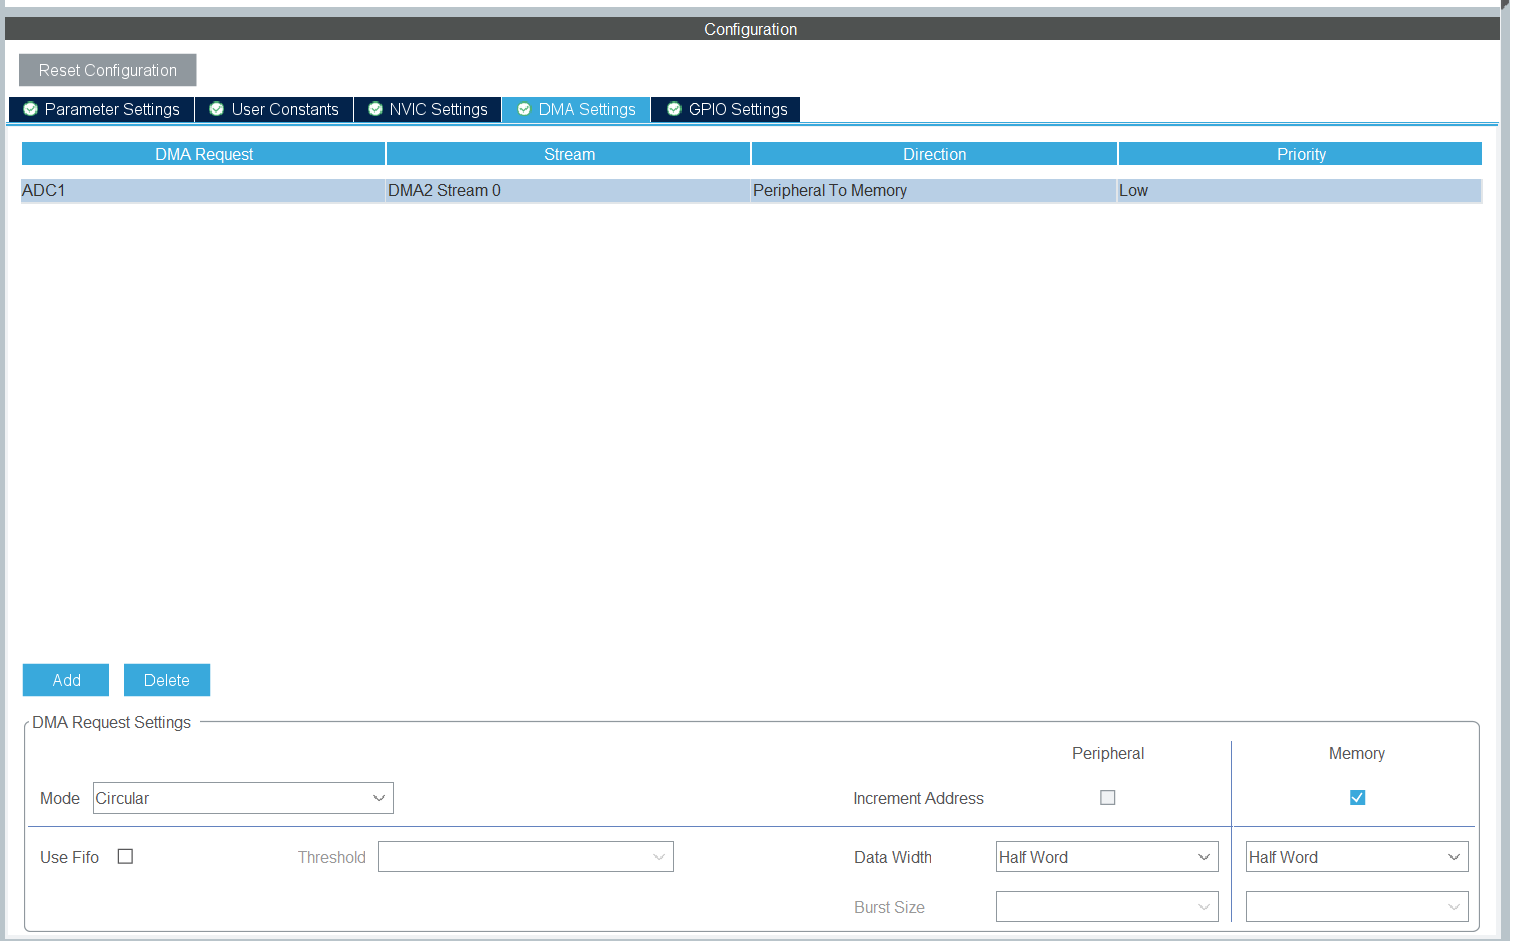 Configuration
Reset Configuration
Parameter Settings User Constants NVIC Settings DMA Settings GPIO Settings
DMA Request Stream Direction Priority
ADC1 DMA2 Stream 0 Peripheral To Memory Low
Add Delete
DMA Request Settings
Peripheral Memory
Mode Circular Increment Address
Use Fifo Threshold Data Width Half Word Half Word
Burst Size